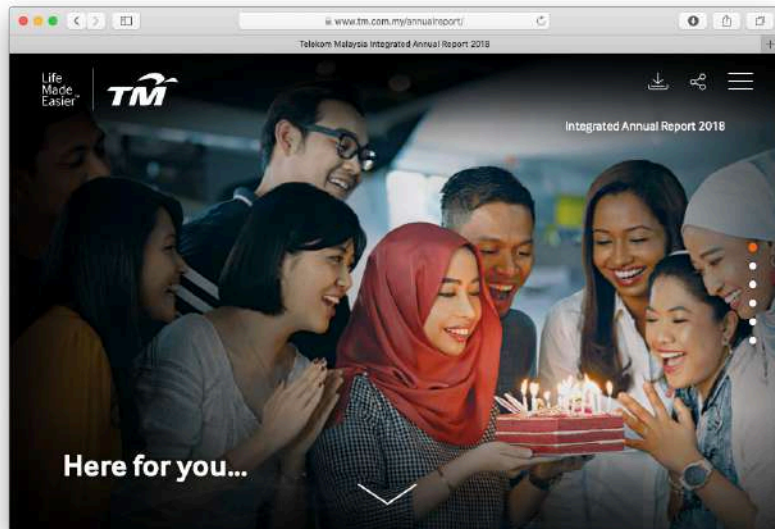 www.tm.com.my/annualreport/
Telekom Malaysia Integrated Annual Report 2018
Life
Made
Easier™
TM
Integrated Annual Report 2018
Here for you...